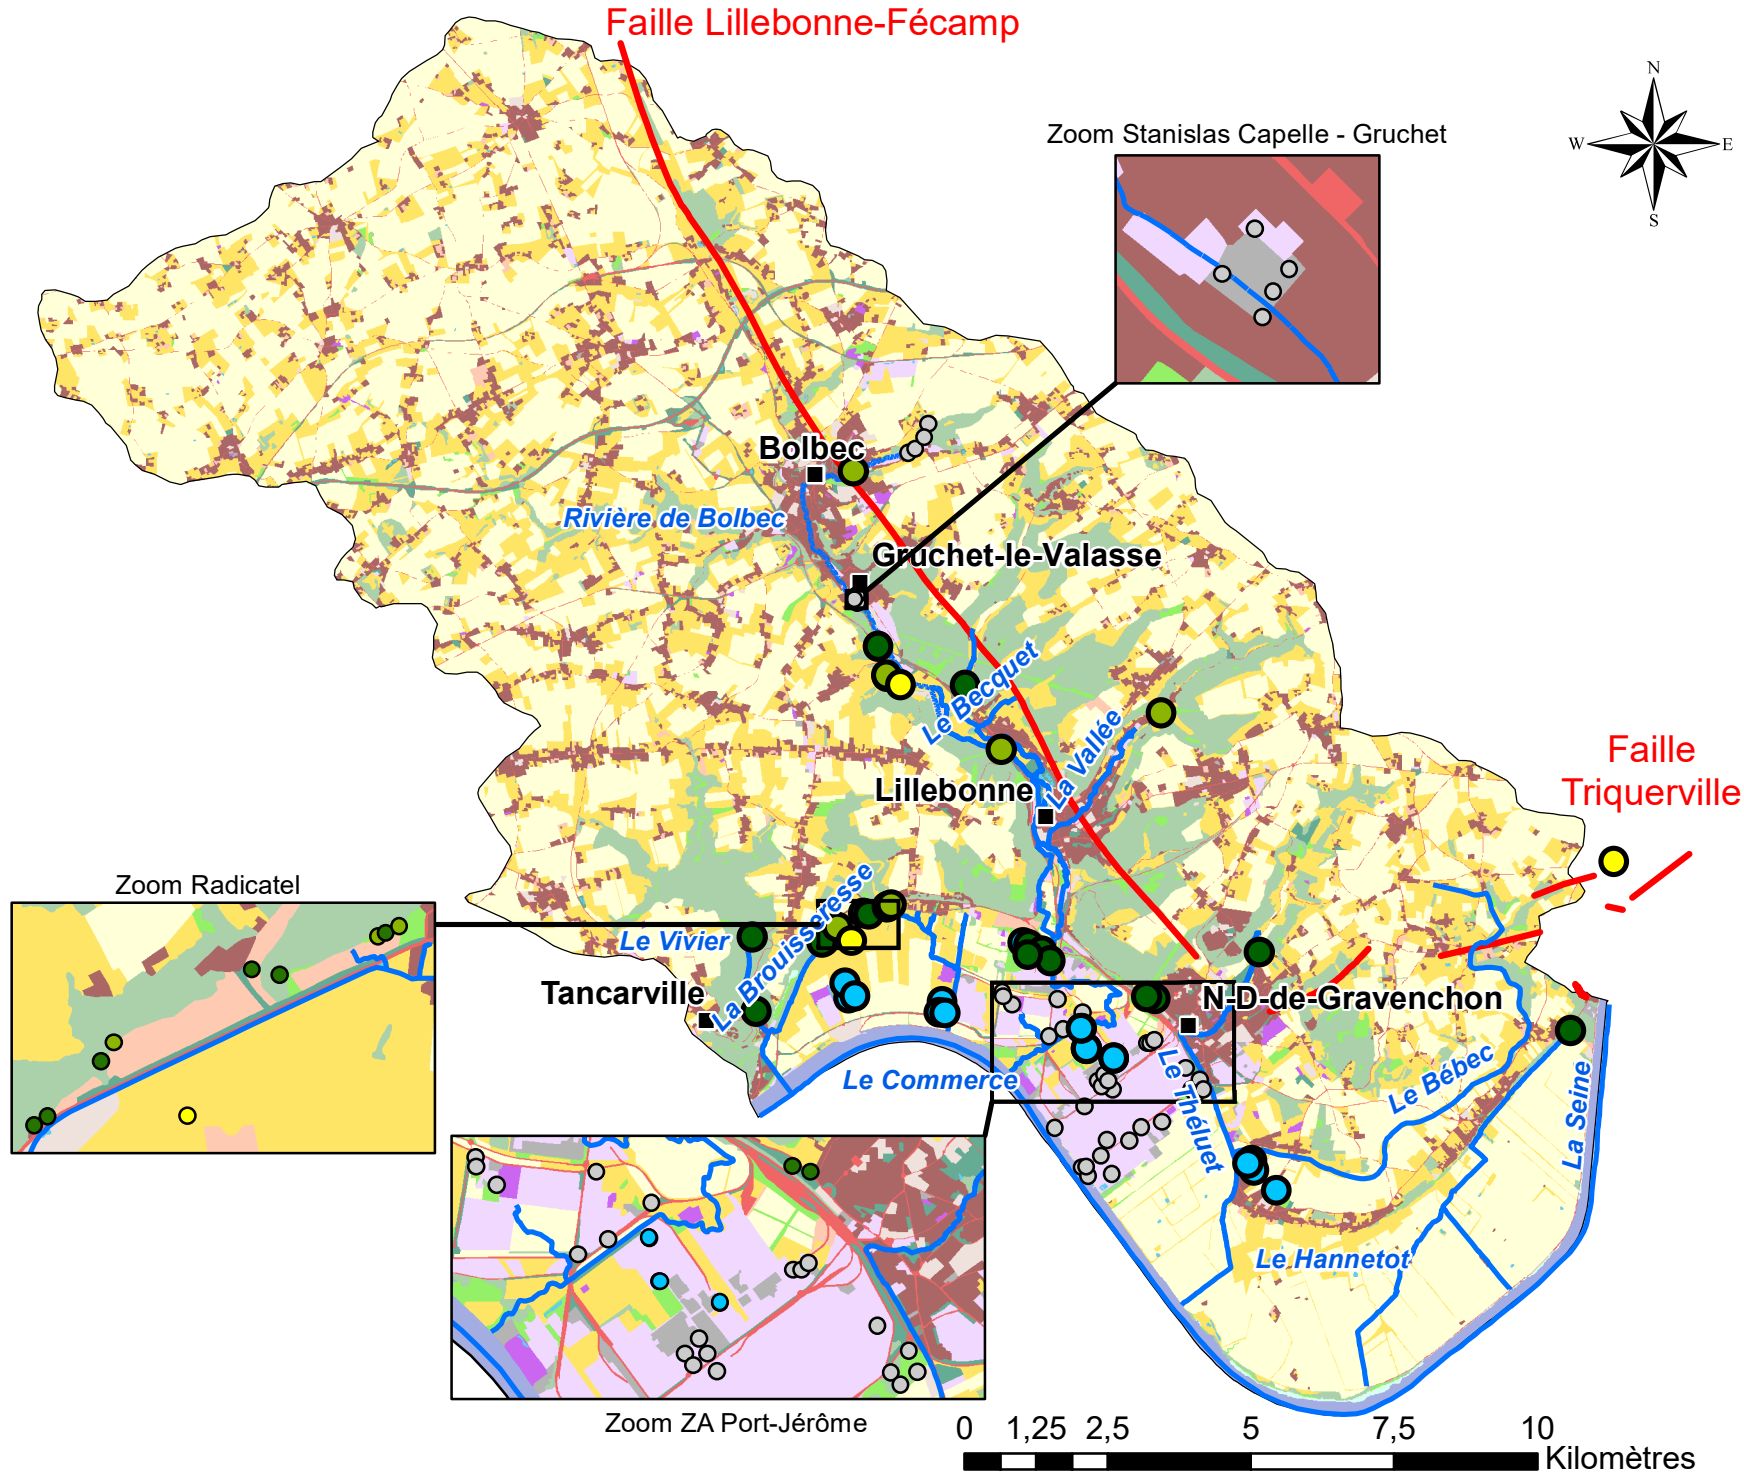 Faille Lillebonne-Fécamp
N
W
E
S
Zoom Stanislas Capelle - Gruchet
Bolbec
Rivière de Bolbec
Gruchet-le-Valasse
Le Becquet
La Vallée
Lillebonne
Faille
Triquerville
Zoom Radicatel
Le Vivier
La Brouisseresse
Tancarville
N-D-de-Gravenchon
Le Commerce
Le Théluet
Le Bébec
La Seine
Le Hannetot
Zoom ZA Port-Jérôme
0 1,25 2,5 5 7,5 10
Kilomètres